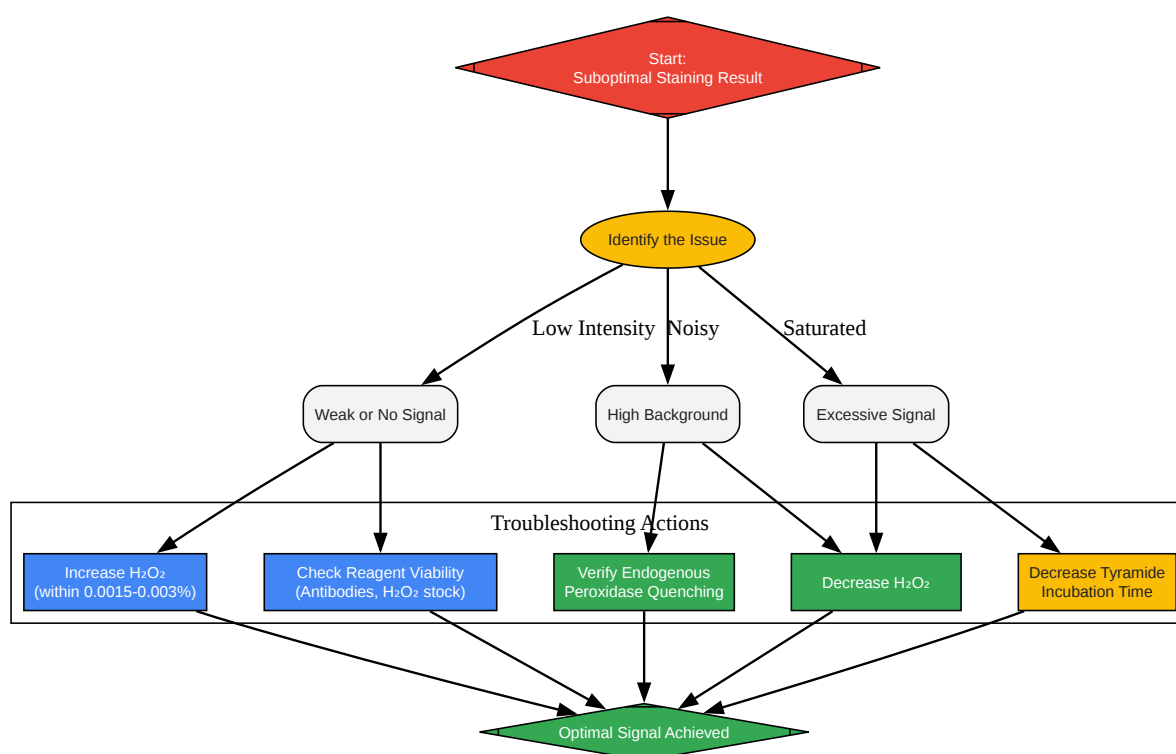 Start:
Suboptimal Staining Result
Identify the Issue
Low Intensity
Noisy
Saturated
Weak or No Signal
High Background
Excessive Signal
Troubleshooting Actions
Increase H₂O₂
(within 0.0015-0.003%)
Check Reagent Viability
(Antibodies, H₂O₂ stock)
Verify Endogenous
Peroxidase Quenching
Decrease H₂O₂
Decrease Tyramide
Incubation Time
Optimal Signal Achieved